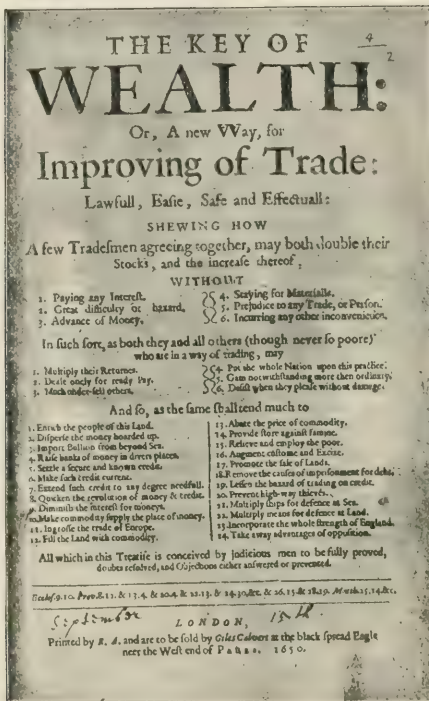 4
2
THE KEY OF
WEALTH:
Or, A new Way, for
Improving of Trade:
Lawfull, Easie, Safe and Effectuall:
SHEWING HOW
A few Tradesmen agreeing together, may both double their
Stocks, and the increase thereof,
WITHOUT
1. Paying any Interest.
2. Great difficulty or hazard.
3. Advance of Money.
4. Staying for Materialls.
5. Prejudice to any Trade, or Person.
6. Incurring any other inconvenience.
In such sort, as both they and all others (though never so poore)
who are in a way of trading, may
1. Multiply their Returnes.
2. Deale only for ready Pay.
3. Much under-sell others.
4. Put the whole Nation upon this practice.
5. Gain notwithstanding more then ordinary.
6. Desist when they please without damage.
And so, as the same shall tend much to
1. Enrich the people of this Land.
2. Disperse the money hoarded up.
3. Import Bullion from beyond Sea.
4. Raise banks of money in divers places.
5. Settle a secure and known credit.
6. Make such credit current.
7. Extend such credit to any degree needfull.
8. Quicken the revolution of money & credit.
9. Diminish the interest for moneys.
10. Make commodity supply the place of money.
11. Ingrosse the trade of Europe.
12. Fill the Land with commodity.
13. Abate the price of commodity.
14. Provide store against famine.
15. Relieve and employ the poor.
16. Augment custome and Excise.
17. Promote the sale of Lands.
18. Remove the causes of imprisonment for debt.
19. Lessen the hazard of trading on credit.
20. Prevent high-way thieves.
21. Multiply ships for defence at Sea.
22. Multiply means for defence at Land.
23. Incorporate the whole strength of England.
24. Take away advantages of opposition.
All which in this Treatise is conceived by judicious men to be fully proved,
doubts resolved, and Objections either answered or prevented.
September 15th
LONDON,
Printed by R. A. and are to be sold by Giles Calvert at the black spread Eagle
neer the West end of Pauls. 1650.